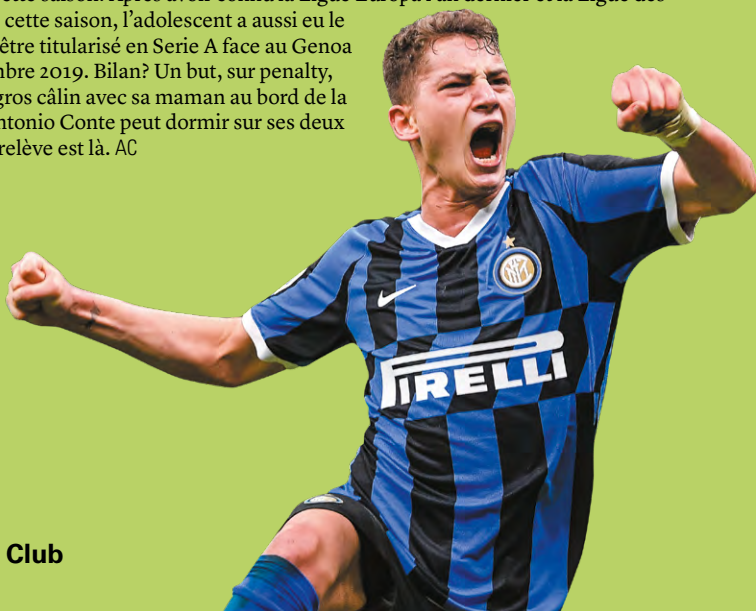 cette saison, l'adolescent a aussi eu le
être titularisé en Serie A face au Genoa
mbre 2019. Bilan? Un but, sur penalty,
gros câlin avec sa maman au bord de la
ntonio Conte peut dormir sur ses deux
relève est là. AC
PIRELLI
Club